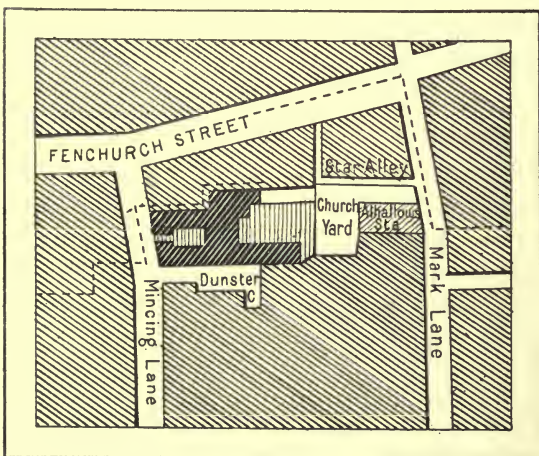 FENCHURCH STREET
Star Alley
Church
Yard
Allhallows
Sta
Dunster
C
Mincing Lane
Mark Lane